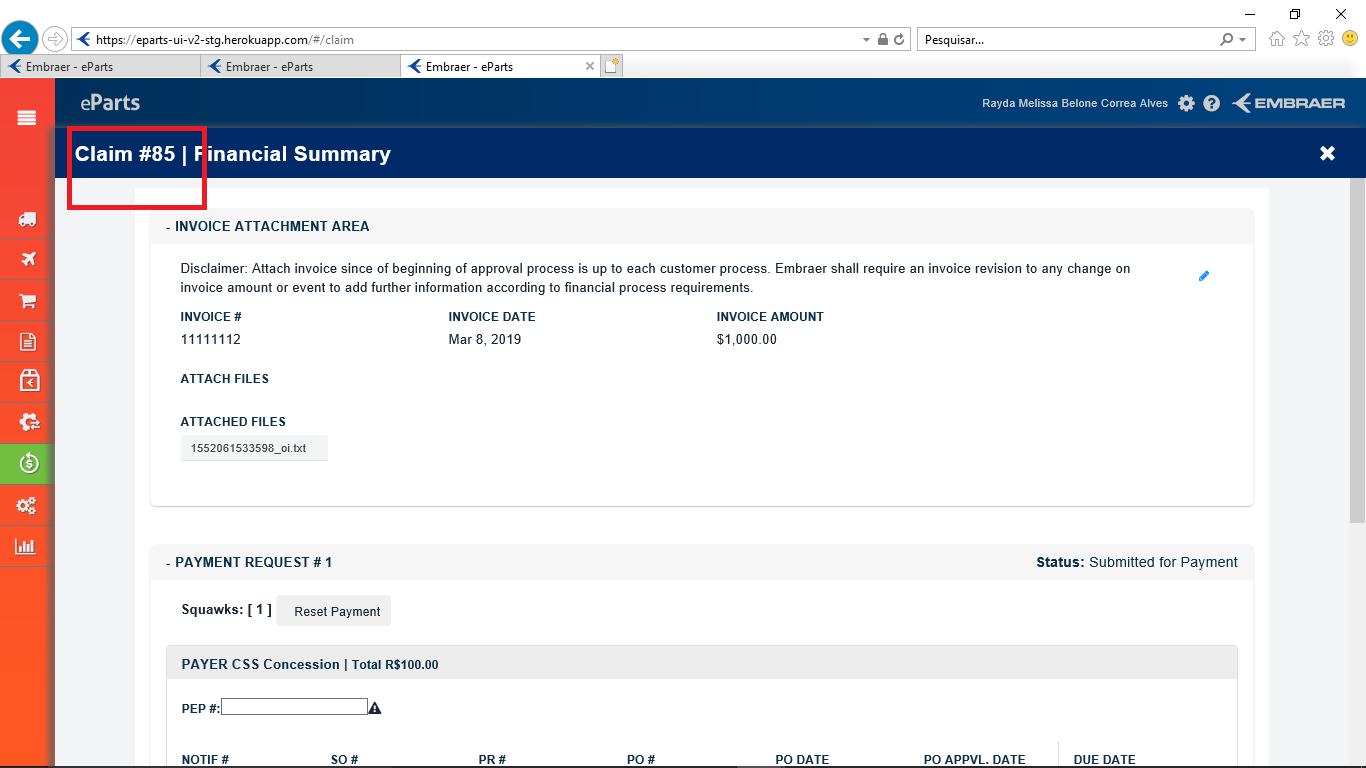 https://eparts-ui-v2-stg.herokuapp.com/#/claim
Pesquisar...
Embraer - eParts
Embraer - eParts
Embraer - eParts
eParts
Rayda Melissa Belone Correa Alves
EMBRAER
Claim #85 | Financial Summary
- INVOICE ATTACHMENT AREA
Disclaimer: Attach invoice since of beginning of approval process is up to each customer process. Embraer shall require an invoice revision to any change on
invoice amount or event to add further information according to financial process requirements.
INVOICE # INVOICE DATE INVOICE AMOUNT
11111112 Mar 8, 2019 $1,000.00
ATTACH FILES
ATTACHED FILES
1552061533598_oi.txt
- PAYMENT REQUEST # 1 Status: Submitted for Payment
Squawks: [ 1 ] Reset Payment
PAYER CSS Concession | Total R$100.00
PEP #:
NOTIF # SO # PR # PO # PO DATE PO APPVL. DATE DUE DATE